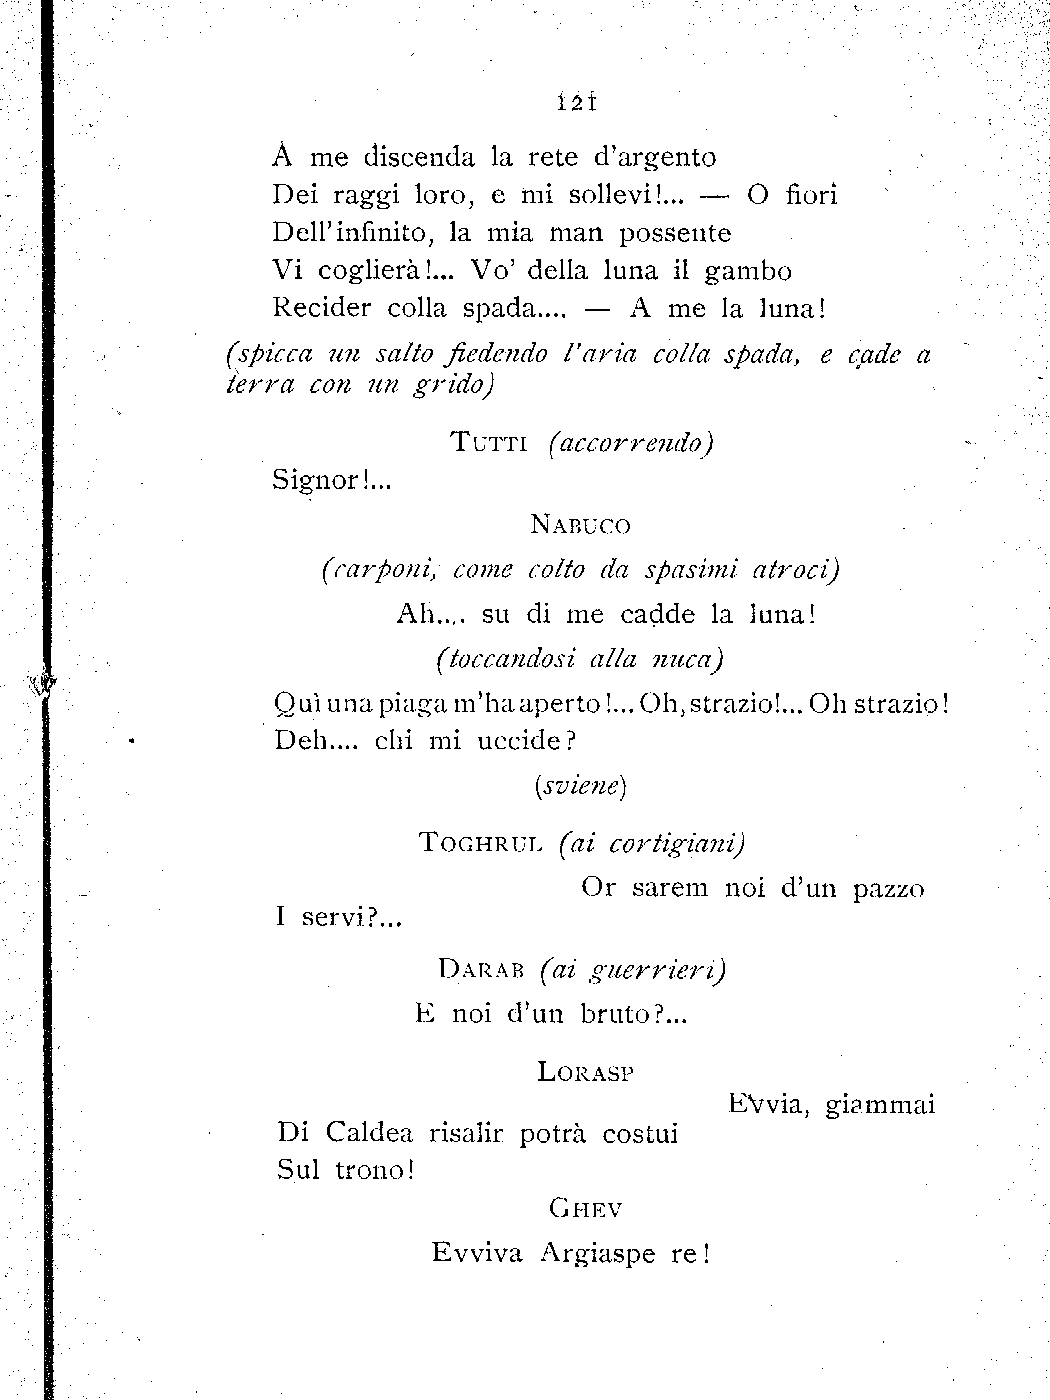 121
A me discenda la rete d'argento
Dei raggi loro, e mi sollevi!... — O fiori
Dell'infinito, la mia man possente
Vi coglierà!... Vo' della luna il gambo
Recider colla spada.... — A me la luna!
(spicca un salto fiedendo l'aria colla spada, e cade a
terra con un grido)
TUTTI (accorrendo)
Signor!...
NABUCO
(carponi, come colto da spasimi atroci)
Ah.... su di me cadde la luna!
(toccandosi alla nuca)
Quì una piaga m'ha aperto!... Oh, strazio!... Oh strazio!
Deh.... chi mi uccide?
(sviene)
TOGHRUL (ai cortigiani)
Or sarem noi d'un pazzo
I servi?...
DARAB (ai guerrieri)
E noi d'un bruto?...
LORASP
Evvia, giammai
Di Caldea risalir potrà costui
Sul trono!
GHEV
Evviva Argiaspe re!